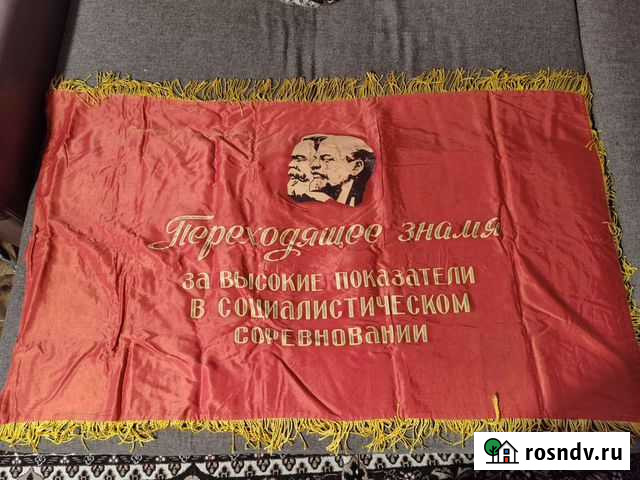 Переходящее знамя
за высокие показатели
в социалистическом
соревновании
rosndv.ru